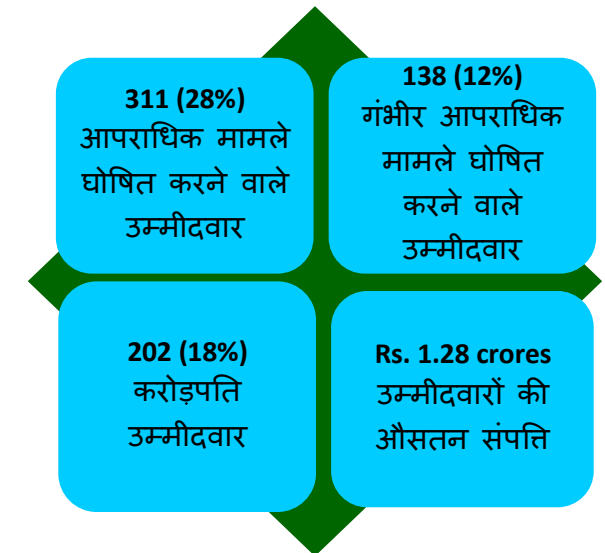 311 (28%)
आपराधिक मामले
घोषित करने वाले
उम्मीदवार
138 (12%)
गंभीर आपराधिक
मामले घोषित
करने वाले
उम्मीदवार
202 (18%)
करोड़पति
उम्मीदवार
Rs. 1.28 crores
उम्मीदवारों की
औसतन संपत्ति